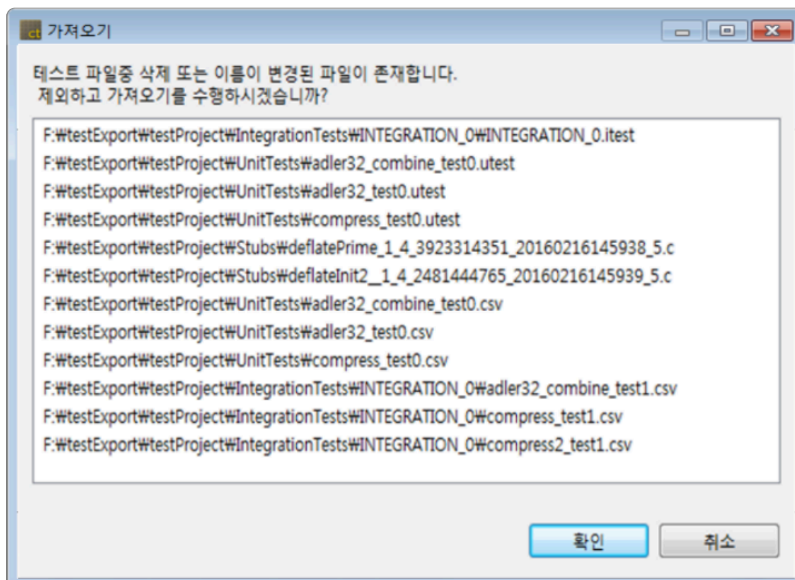 ct 가져오기
테스트 파일중 삭제 또는 이름이 변경된 파일이 존재합니다.
제외하고 가져오기를 수행하시겠습니까?
F:₩testExport₩testProject₩IntegrationTests₩INTEGRATION_0₩INTEGRATION_0.itest
F:₩testExport₩testProject₩UnitTests₩adler32_combine_test0.utest
F:₩testExport₩testProject₩UnitTests₩adler32_test0.utest
F:₩testExport₩testProject₩UnitTests₩compress_test0.utest
F:₩testExport₩testProject₩Stubs₩deflatePrime_1_4_3923314351_20160216145938_5.c
F:₩testExport₩testProject₩Stubs₩deflateInit2__1_4_2481444765_20160216145939_5.c
F:₩testExport₩testProject₩UnitTests₩adler32_combine_test0.csv
F:₩testExport₩testProject₩UnitTests₩adler32_test0.csv
F:₩testExport₩testProject₩UnitTests₩compress_test0.csv
F:₩testExport₩testProject₩IntegrationTests₩INTEGRATION_0₩adler32_combine_test1.csv
F:₩testExport₩testProject₩IntegrationTests₩INTEGRATION_0₩compress_test1.csv
F:₩testExport₩testProject₩IntegrationTests₩INTEGRATION_0₩compress2_test1.csv
확인 취소